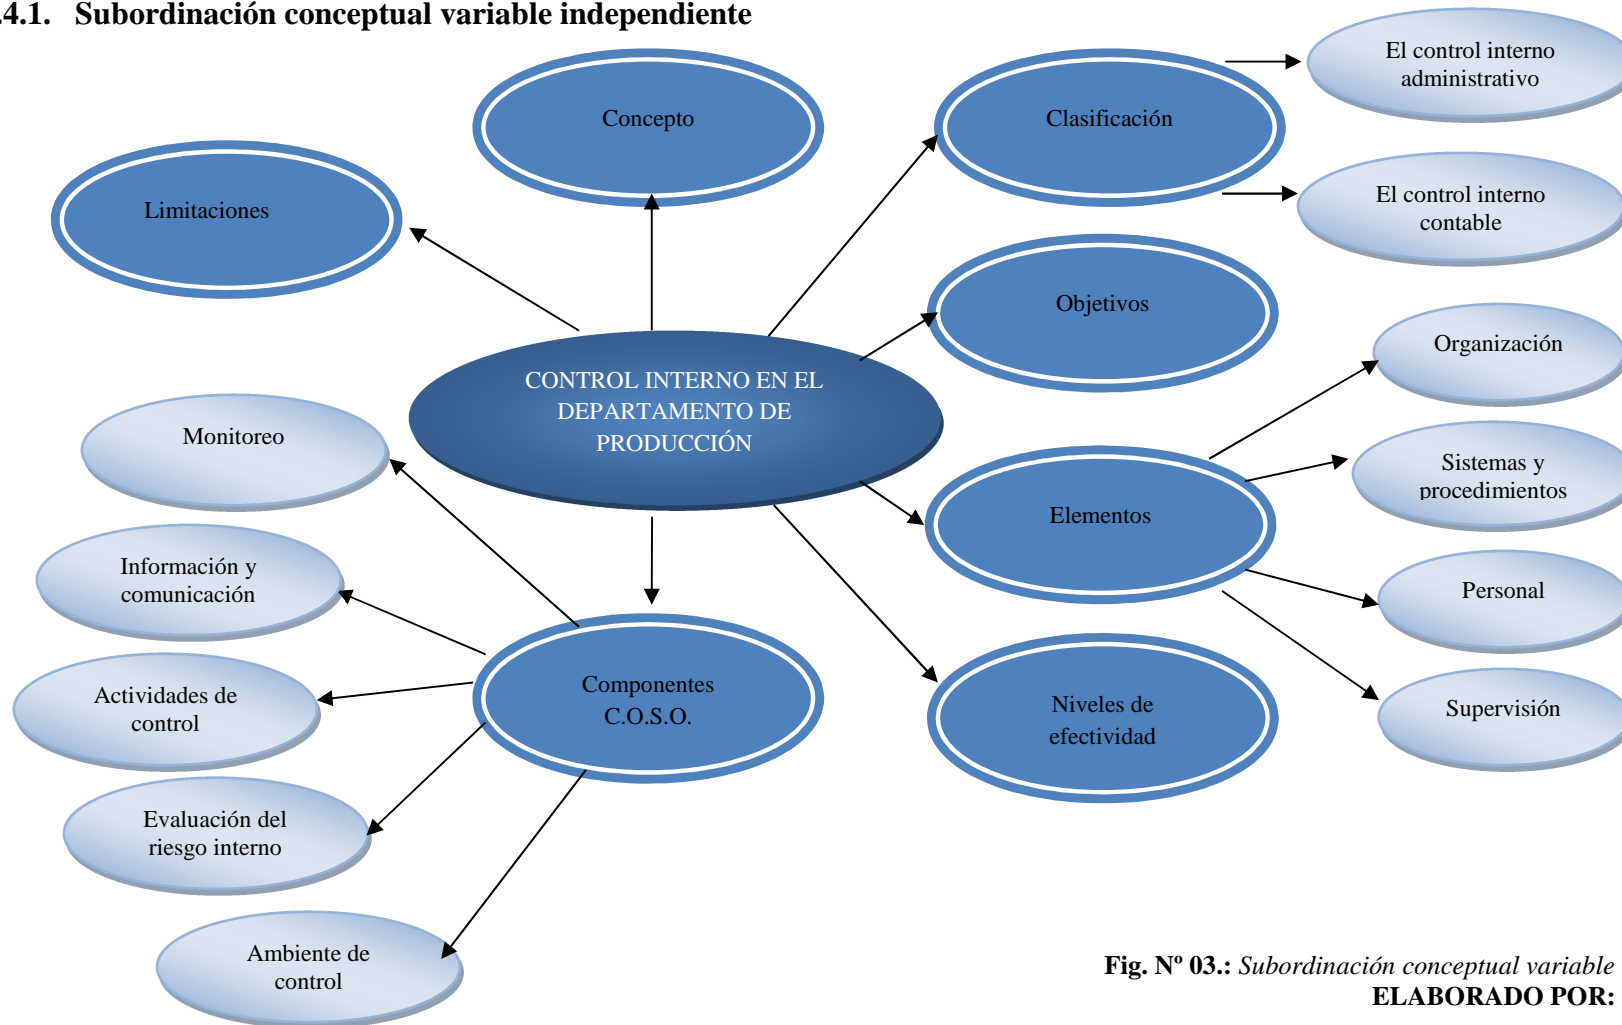 .4.1. Subordinación conceptual variable independiente
Concepto
Limitaciones
Clasificación
El control interno
administrativo
El control interno
contable
Objetivos
CONTROL INTERNO EN EL
DEPARTAMENTO DE
PRODUCCIÓN
Organización
Sistemas y
procedimientos
Elementos
Personal
Supervisión
Niveles de
efectividad
Componentes
C.O.S.O.
Monitoreo
Información y
comunicación
Actividades de
control
Evaluación del
riesgo interno
Ambiente de
control
Fig. Nº 03.: Subordinación conceptual variable
ELABORADO POR: